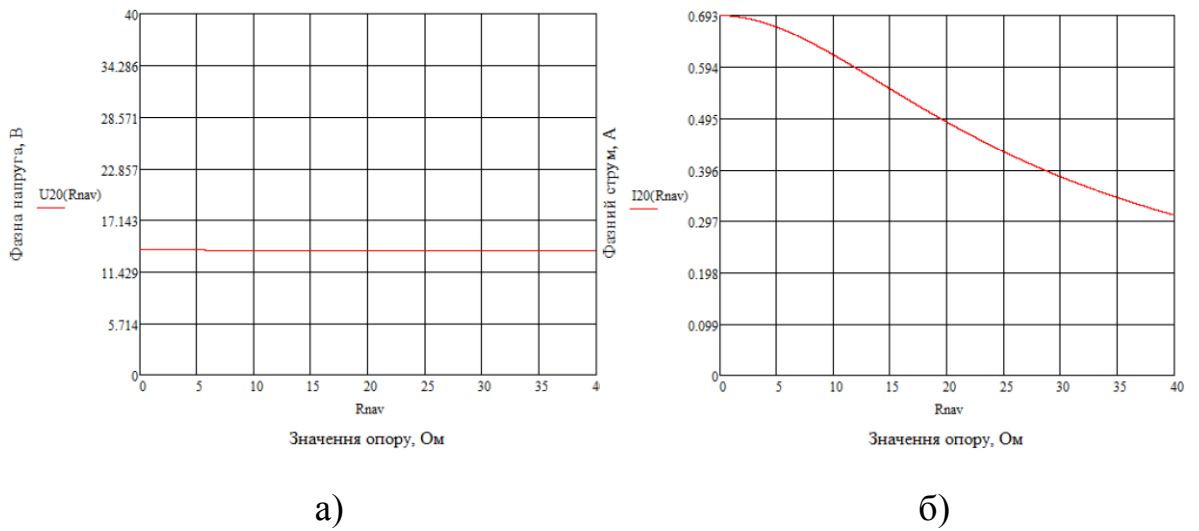 Фазна напруга, В
40
34.286
28.571
22.857
U20(Rnav)
17.143
11.429
5.714
0
0 5 10 15 20 25 30 35 4
Rnav
Значення опору, Ом
а)
Фазний струм, А
0.693
0.594
0.495
0.396
I20(Rnav)
0.297
0.198
0.099
0
0 5 10 15 20 25 30 35 40
Rnav
Значення опору, Ом
б)